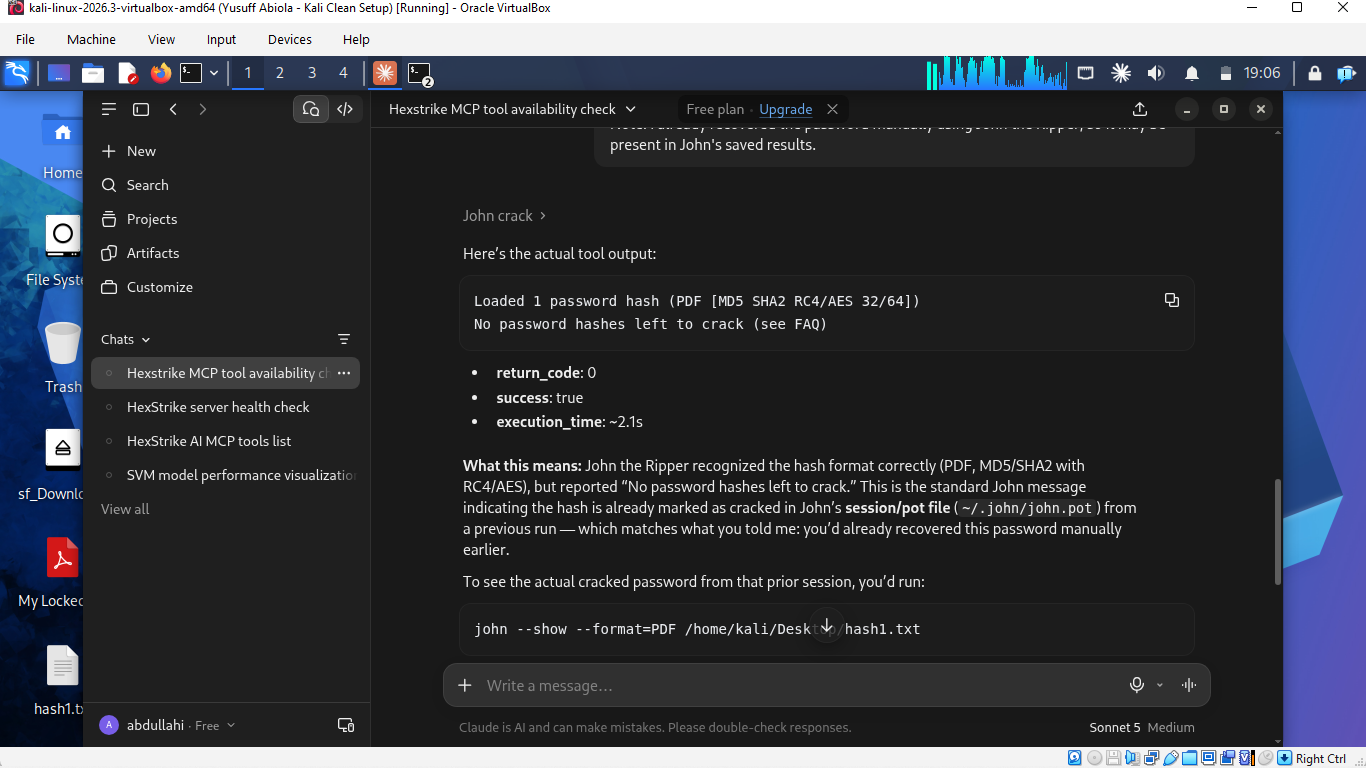 kali-linux-2026.3-virtualbox-amd64 (Yusuff Abiola - Kali Clean Setup) [Running] - Oracle VirtualBox
File Machine View Input Devices Help
1 2 3 4
2
19:06
Home
File Syste
Trash
sf_Downlo
My Locked
hash1.tx
New
Search
Projects
Artifacts
Customize
Chats
Hexstrike MCP tool availability ch
HexStrike server health check
HexStrike AI MCP tools list
SVM model performance visualization
View all
A abdullahi · Free
Hexstrike MCP tool availability check
Free plan · Upgrade
present in John's saved results.
John crack
Here's the actual tool output:
Loaded 1 password hash (PDF [MD5 SHA2 RC4/AES 32/64])
No password hashes left to crack (see FAQ)
• return_code: 0
• success: true
• execution_time: ~2.1s
What this means: John the Ripper recognized the hash format correctly (PDF, MD5/SHA2 with
RC4/AES), but reported “No password hashes left to crack.” This is the standard John message
indicating the hash is already marked as cracked in John's session/pot file (~/.john/john.pot) from
a previous run — which matches what you told me: you'd already recovered this password manually
earlier.
To see the actual cracked password from that prior session, you'd run:
john --show --format=PDF /home/kali/Desktop/hash1.txt
Write a message...
Claude is AI and can make mistakes. Please double-check responses.
Sonnet 5 Medium
Right Ctrl